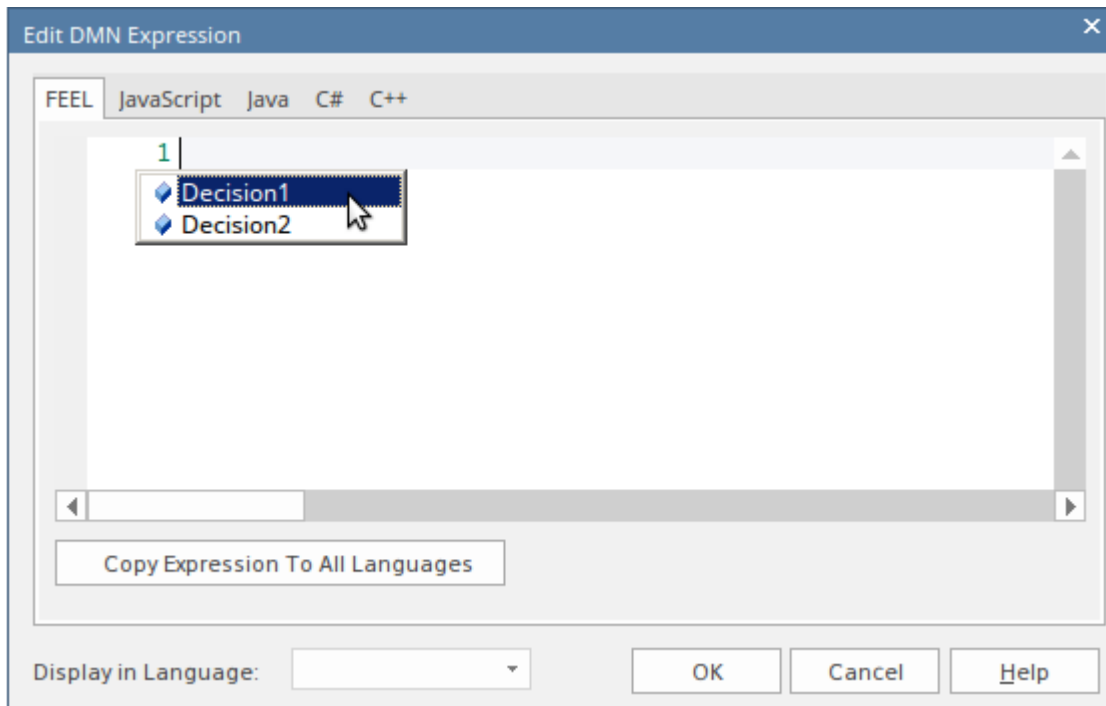 Edit DMN Expression
FEEL JavaScript Java C# C++
1
Decision1
Decision2
Copy Expression To All Languages
Display in Language: OK Cancel Help